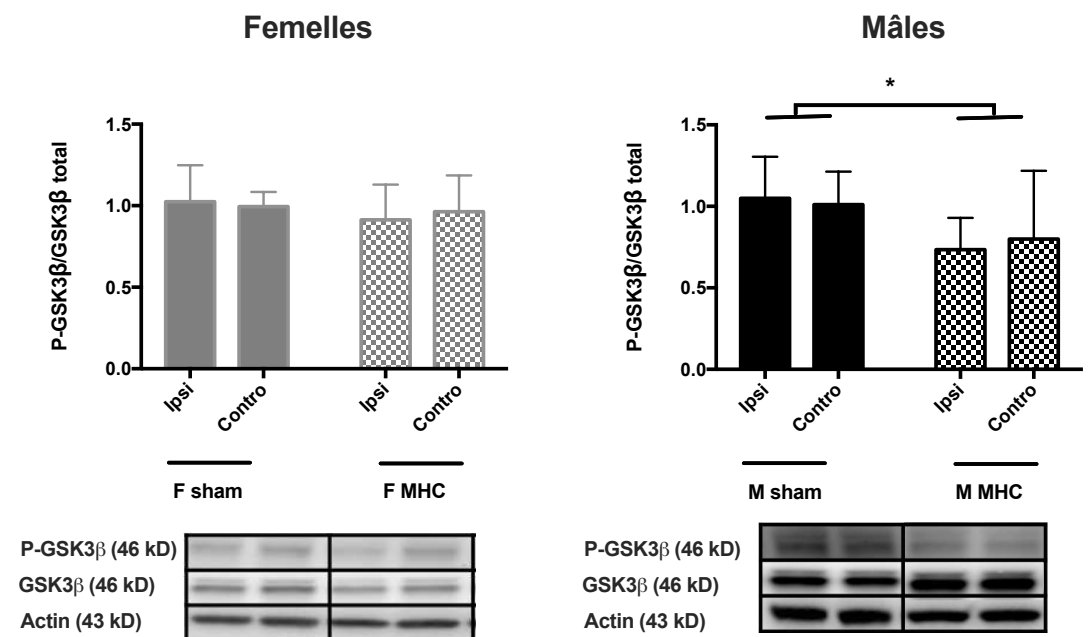 Femelles
P-GSK3β/GSK3β total
1.5
1.0
0.5
0.0
Ipsi
Contro
Ipsi
Contro
F sham
F MHC
P-GSK3β (46 kD)
GSK3β (46 kD)
Actin (43 kD)
Mâles
*
P-GSK3β/GSK3β total
1.5
1.0
0.5
0.0
Ipsi
Contro
Ipsi
Contro
M sham
M MHC
P-GSK3β (46 kD)
GSK3β (46 kD)
Actin (43 kD)